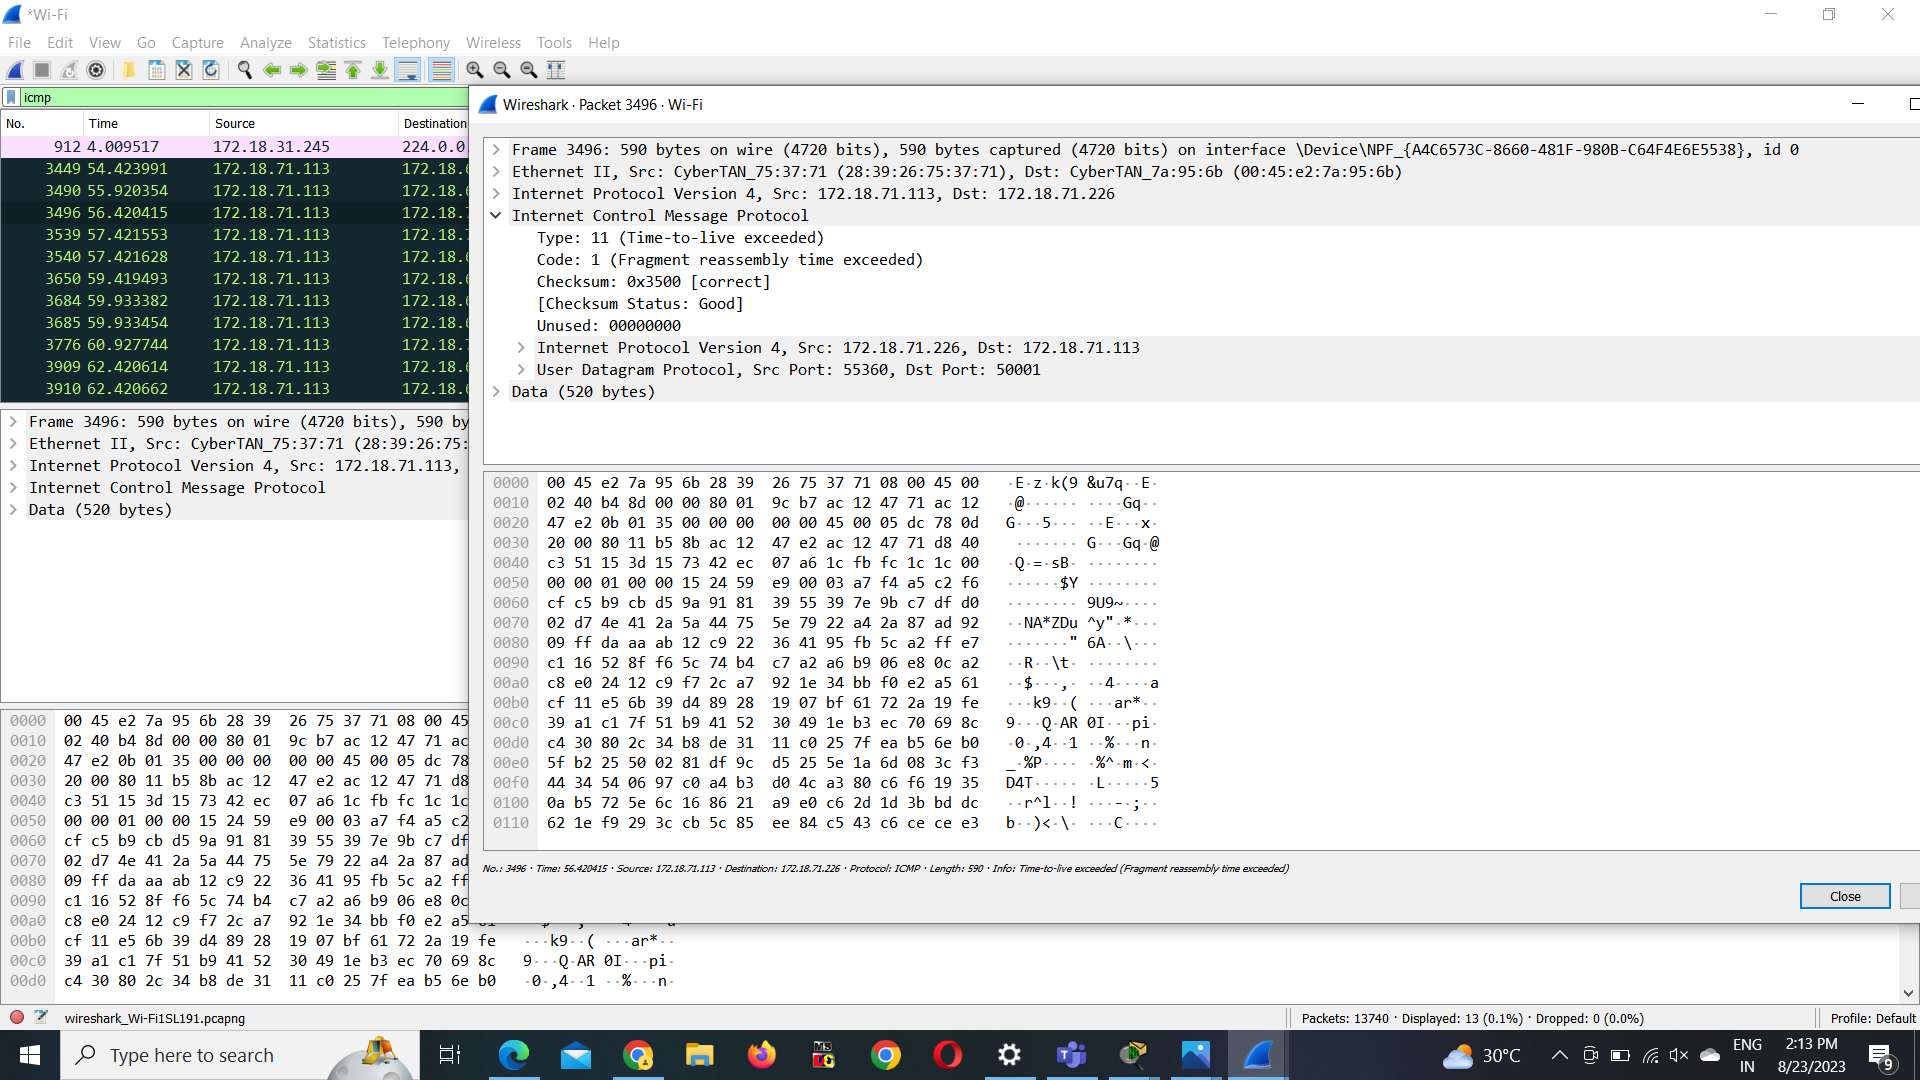 *Wi-Fi
File Edit View Go Capture Analyze Statistics Telephony Wireless Tools Help
icmp
No. Time Source Destination
912 4.009517 172.18.31.245 224.0.0.
3449 54.423991 172.18.71.113 172.18.
3490 55.920354 172.18.71.113 172.18.
3496 56.420415 172.18.71.113 172.18.
3539 57.421553 172.18.71.113 172.18.
3540 57.421628 172.18.71.113 172.18.
3650 59.419493 172.18.71.113 172.18.
3684 59.933382 172.18.71.113 172.18.
3685 59.933454 172.18.71.113 172.18.
3776 60.927744 172.18.71.113 172.18.
3909 62.420614 172.18.71.113 172.18.
3910 62.420662 172.18.71.113 172.18.
Frame 3496: 590 bytes on wire (4720 bits), 590 by
Ethernet II, Src: CyberTAN_75:37:71 (28:39:26:75:
Internet Protocol Version 4, Src: 172.18.71.113,
Internet Control Message Protocol
Data (520 bytes)
0000 00 45 e2 7a 95 6b 28 39 26 75 37 71 08 00 45
0010 02 40 b4 8d 00 00 80 01 9c b7 ac 12 47 71 ac
0020 47 e2 0b 01 35 00 00 00 00 00 45 00 05 dc 78
0030 20 00 80 11 b5 8b ac 12 47 e2 ac 12 47 71 d8
0040 c3 51 15 3d 15 73 42 ec 07 a6 1c fb fc 1c 1c
0050 00 00 01 00 00 15 24 59 e9 00 03 a7 f4 a5 c2
0060 cf c5 b9 cb d5 9a 91 81 39 55 39 7e 9b c7 df
0070 02 d7 4e 41 2a 5a 44 75 5e 79 22 a4 2a 87 ad
0080 09 ff da aa ab 12 c9 22 36 41 95 fb 5c a2 ff
0090 c1 16 52 8f f6 5c 74 b4 c7 a2 a6 b9 06 e8 0c
00a0 c8 e0 24 12 c9 f7 2c a7 92 1e 34 bb f0 e2 a5
00b0 cf 11 e5 6b 39 d4 89 28 19 07 bf 61 72 2a 19 fe ···k9··( ···ar*··
00c0 39 a1 c1 7f 51 b9 41 52 30 49 1e b3 ec 70 69 8c 9···Q·AR 0I···pi·
00d0 c4 30 80 2c 34 b8 de 31 11 c0 25 7f ea b5 6e b0 ·0·,4··1 ··%···n·
Wireshark · Packet 3496 · Wi-Fi
Frame 3496: 590 bytes on wire (4720 bits), 590 bytes captured (4720 bits) on interface \Device\NPF_{A4C6573C-8660-481F-980B-C64F4E6E5538}, id 0
Ethernet II, Src: CyberTAN_75:37:71 (28:39:26:75:37:71), Dst: CyberTAN_7a:95:6b (00:45:e2:7a:95:6b)
Internet Protocol Version 4, Src: 172.18.71.113, Dst: 172.18.71.226
Internet Control Message Protocol
Type: 11 (Time-to-live exceeded)
Code: 1 (Fragment reassembly time exceeded)
Checksum: 0x3500 [correct]
[Checksum Status: Good]
Unused: 00000000
Internet Protocol Version 4, Src: 172.18.71.226, Dst: 172.18.71.113
User Datagram Protocol, Src Port: 55360, Dst Port: 50001
Data (520 bytes)
0000 00 45 e2 7a 95 6b 28 39 26 75 37 71 08 00 45 00 ·E·z·k(9 &u7q··E·
0010 02 40 b4 8d 00 00 80 01 9c b7 ac 12 47 71 ac 12 ·@······ ····Gq··
0020 47 e2 0b 01 35 00 00 00 00 00 45 00 05 dc 78 0d G···5··· ··E···x·
0030 20 00 80 11 b5 8b ac 12 47 e2 ac 12 47 71 d8 40 ······· G···Gq·@
0040 c3 51 15 3d 15 73 42 ec 07 a6 1c fb fc 1c 1c 00 ·Q·=·sB· ········
0050 00 00 01 00 00 15 24 59 e9 00 03 a7 f4 a5 c2 f6 ······$Y ········
0060 cf c5 b9 cb d5 9a 91 81 39 55 39 7e 9b c7 df d0 ········ 9U9~····
0070 02 d7 4e 41 2a 5a 44 75 5e 79 22 a4 2a 87 ad 92 ··NA*ZDu ^y"·*···
0080 09 ff da aa ab 12 c9 22 36 41 95 fb 5c a2 ff e7 ·······" 6A··\···
0090 c1 16 52 8f f6 5c 74 b4 c7 a2 a6 b9 06 e8 0c a2 ··R··\t· ········
00a0 c8 e0 24 12 c9 f7 2c a7 92 1e 34 bb f0 e2 a5 61 ··$···,· ··4····a
00b0 cf 11 e5 6b 39 d4 89 28 19 07 bf 61 72 2a 19 fe ···k9··( ···ar*··
00c0 39 a1 c1 7f 51 b9 41 52 30 49 1e b3 ec 70 69 8c 9···Q·AR 0I···pi·
00d0 c4 30 80 2c 34 b8 de 31 11 c0 25 7f ea b5 6e b0 ·0·,4··1 ··%···n·
00e0 5f b2 25 50 02 81 df 9c d5 25 5e 1a 6d 08 3c f3 _·%P···· ·%^·m·<·
00f0 44 34 54 06 97 c0 a4 b3 d0 4c a3 80 c6 f6 19 35 D4T····· ·L·····5
0100 0a b5 72 5e 6c 16 86 21 a9 e0 c6 2d 1d 3b bd dc ··r^l··! ···-·;··
0110 62 1e f9 29 3c cb 5c 85 ee 84 c5 43 c6 ce ce e3 b··)<·\· ···C····
No.: 3496 · Time: 56.420415 · Source: 172.18.71.113 · Destination: 172.18.71.226 · Protocol: ICMP · Length: 590 · Info: Time-to-live exceeded (Fragment reassembly time exceeded)
Close
wireshark_Wi-Fi1SL191.pcapng
Packets: 13740 · Displayed: 13 (0.1%) · Dropped: 0 (0.0%)
Profile: Default
Type here to search
30°C
ENG
IN
2:13 PM
8/23/2023
9